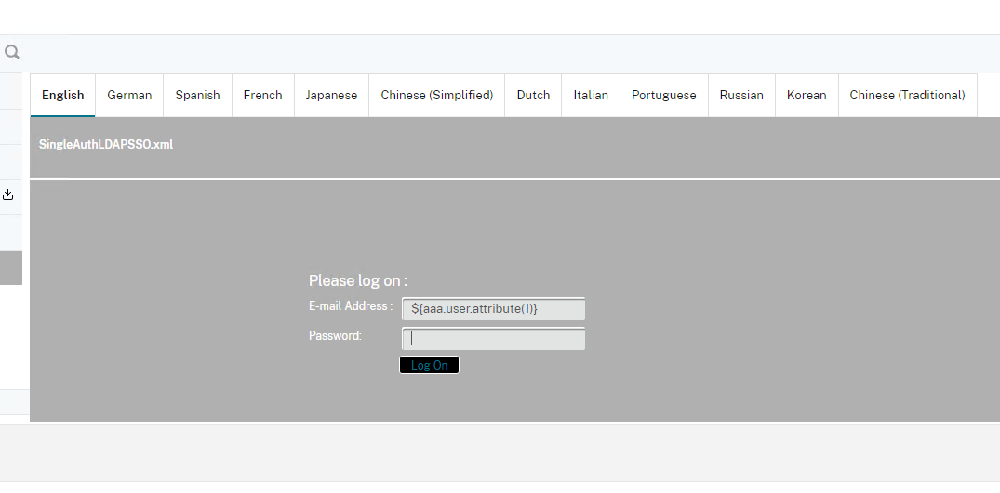 English German Spanish French Japanese Chinese (Simplified) Dutch Italian Portuguese Russian Korean Chinese (Traditional)
SingleAuthLDAPSSO.xml
Please log on :
E-mail Address : ${aaa.user.attribute(1)}
Password:
Log On